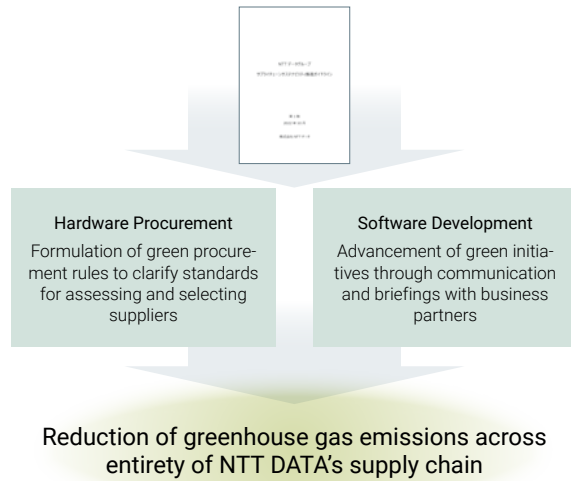 Hardware Procurement
Formulation of green procure-
ment rules to clarify standards
for assessing and selecting
suppliers
Software Development
Advancement of green initia-
tives through communication
and briefings with business
partners
Reduction of greenhouse gas emissions across
entirety of NTT DATA’s supply chain